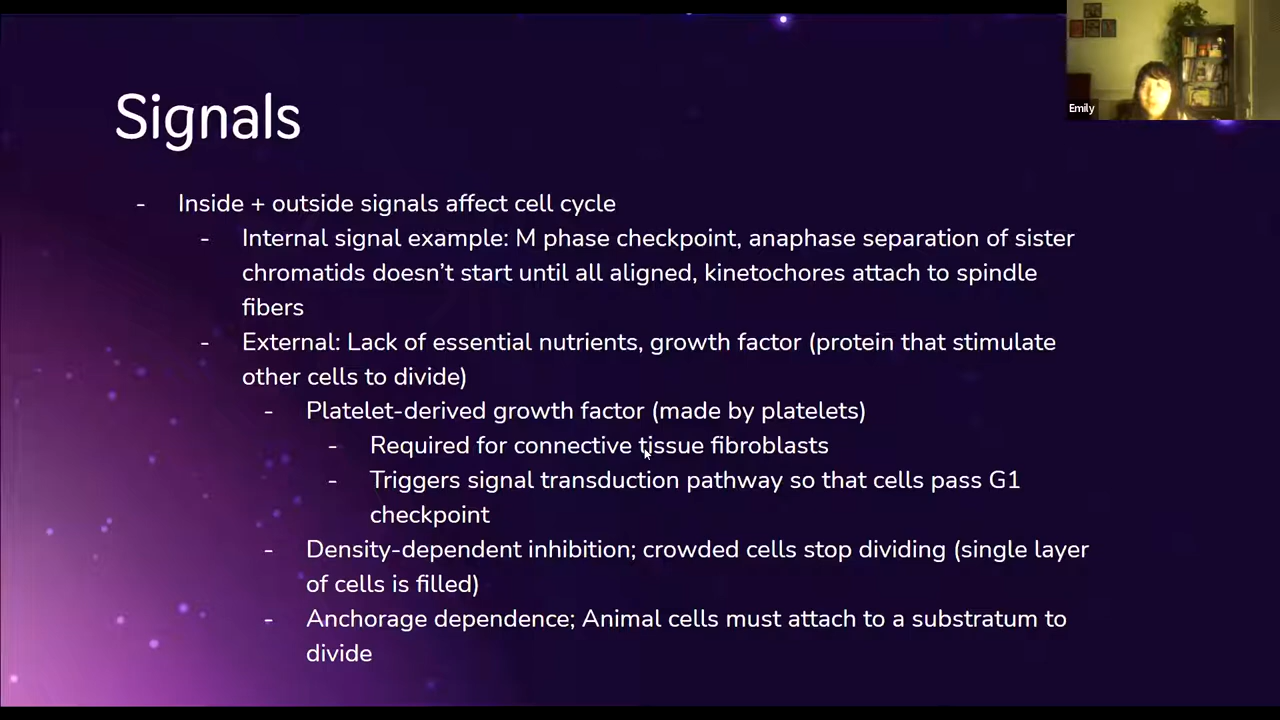 Emily
Signals
- Inside + outside signals affect cell cycle
- Internal signal example: M phase checkpoint, anaphase separation of sister
chromatids doesn’t start until all aligned, kinetochores attach to spindle
fibers
- External: Lack of essential nutrients, growth factor (protein that stimulate
other cells to divide)
- Platelet-derived growth factor (made by platelets)
- Required for connective tissue fibroblasts
- Triggers signal transduction pathway so that cells pass G1
checkpoint
- Density-dependent inhibition; crowded cells stop dividing (single layer
of cells is filled)
- Anchorage dependence; Animal cells must attach to a substratum to
divide